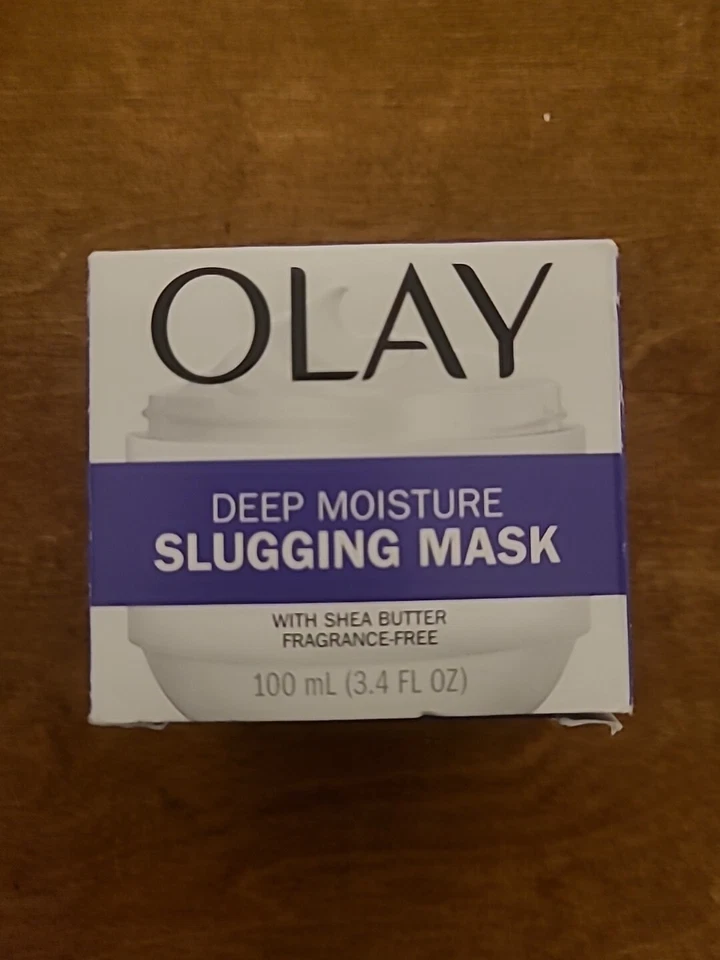 OLAY
DEEP MOISTURE
SLUGGING MASK
WITH SHEA BUTTER
FRAGRANCE-FREE
100 mL (3.4 FL OZ)